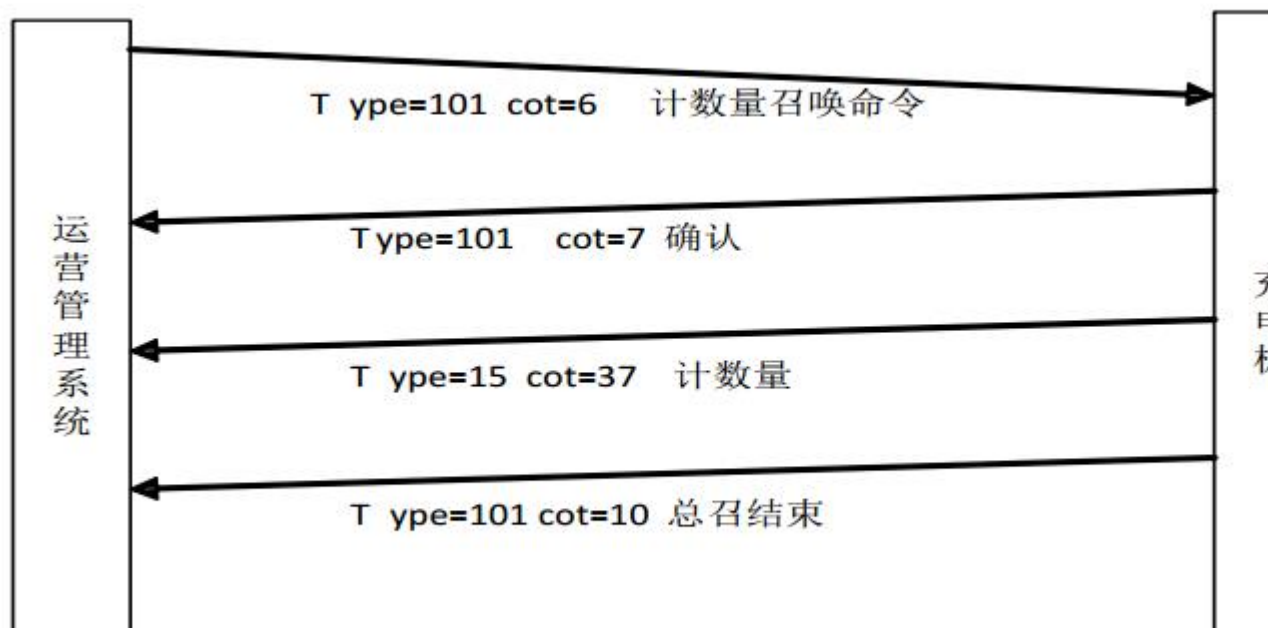 T ype=101 cot=6 计数量召唤命令
Type=101 cot=7 确认
运营管理系统
T ype=15 cot=37 计数量
T ype=101 cot=10 总召结束